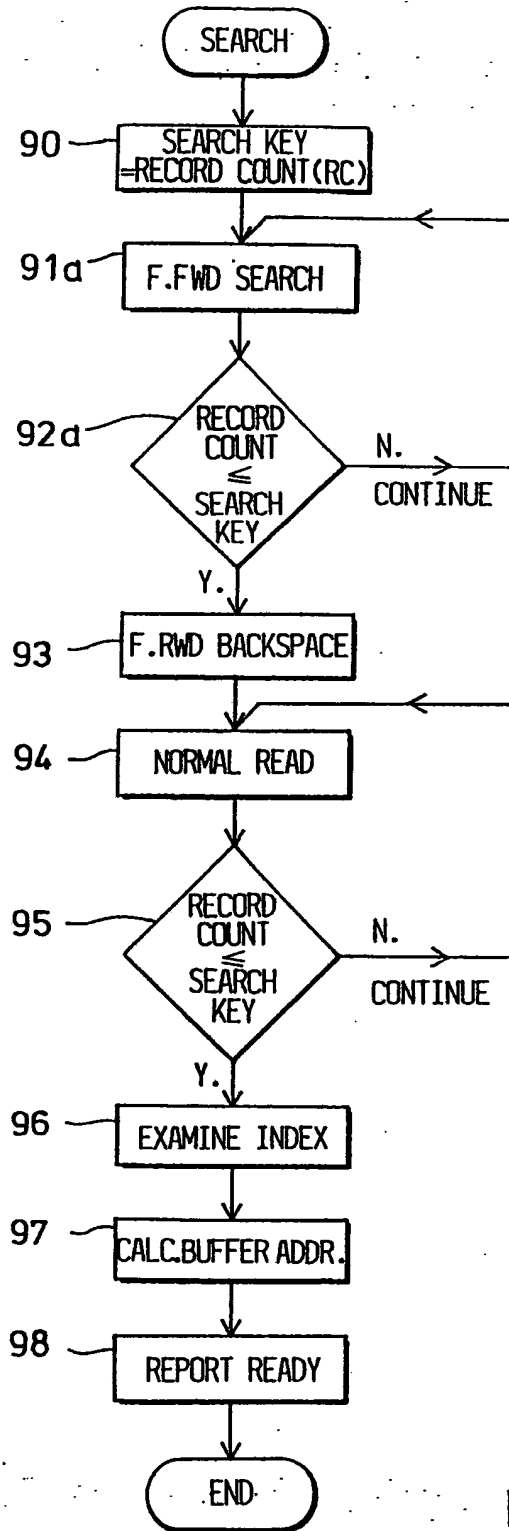 SEARCH
90
SEARCH KEY
=RECORD COUNT(RC)
91a
F.FWD SEARCH
92a
RECORD
COUNT
≤
SEARCH
KEY
N.
CONTINUE
Y.
93
F.RWD BACKSPACE
94
NORMAL READ
95
RECORD
COUNT
≤
SEARCH
KEY
N.
CONTINUE
Y.
96
EXAMINE INDEX
97
CALC.BUFFER ADDR.
98
REPORT READY
END